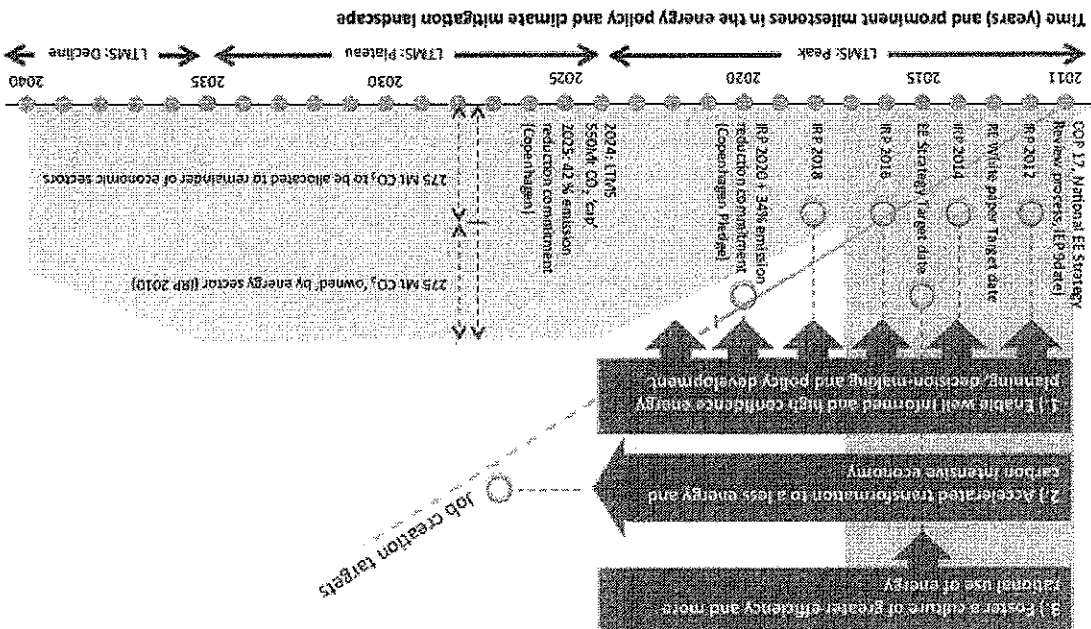 3.) Foster a culture of greater efficiency and more
rational use of energy
2.) Accelerated transformation to a less energy and
carbon intensive economy
1.) Enable well informed and high confidence energy
planning, decision-making and policy development
Job creation targets
COP 17, National EE Strategy
Review process (IEP 9date)
IRP 2012
RE White paper Target date
IRP 2014
EE Strategy Target date
IRP 2016
IRP 2018
IRP 2020 + 34% emission
reduction commitment
(Copenhagen Pledge)
2024: LTMS
550Mt CO₂ 'cap'
2025: 42 % emission
reduction commitment
(Copenhagen)
275 Mt CO₂ 'owned' by energy sector (IRP 2010)
275 Mt CO₂ to be allocated to remainder of economic sectors
2011 2015 2020 2025 2030 2035 2040
LTMS: Peak LTMS: Plateau LTMS: Decline
Time (years) and prominent milestones in the energy policy and climate mitigation landscape